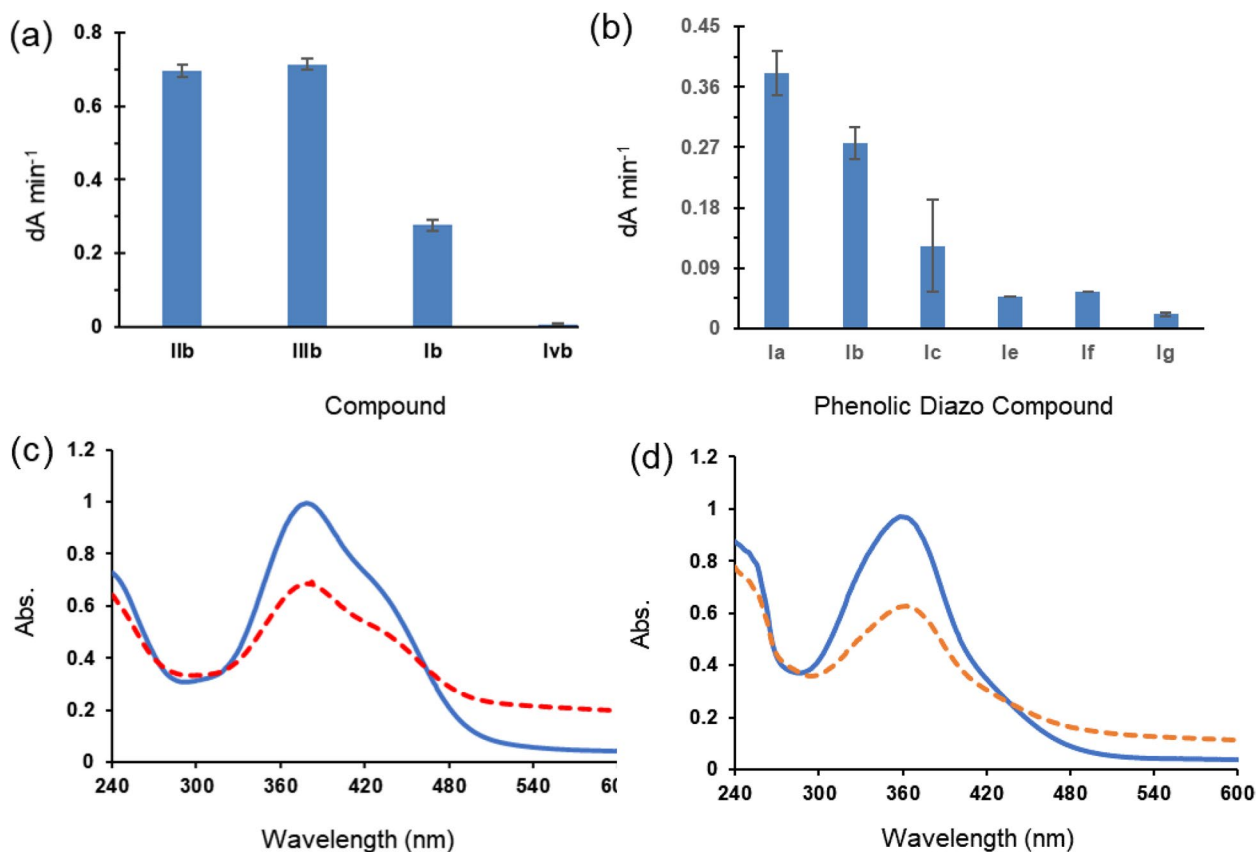 (a)
0.8
0.6
0.4
0.2
0
dA min⁻¹
IIb IIIb Ib Ivb
Compound
(b)
0.45
0.36
0.27
0.18
0.09
0
dA min⁻¹
Ia Ib Ic Ie If Ig
Phenolic Diazo Compound
(c)
1.2
1
0.8
0.6
0.4
0.2
0
Abs.
240 300 360 420 480 540
Wavelength (nm)
(d)
1.2
1
0.8
0.6
0.4
0.2
0
Abs.
240 300 360 420 480 540 600
Wavelength (nm)